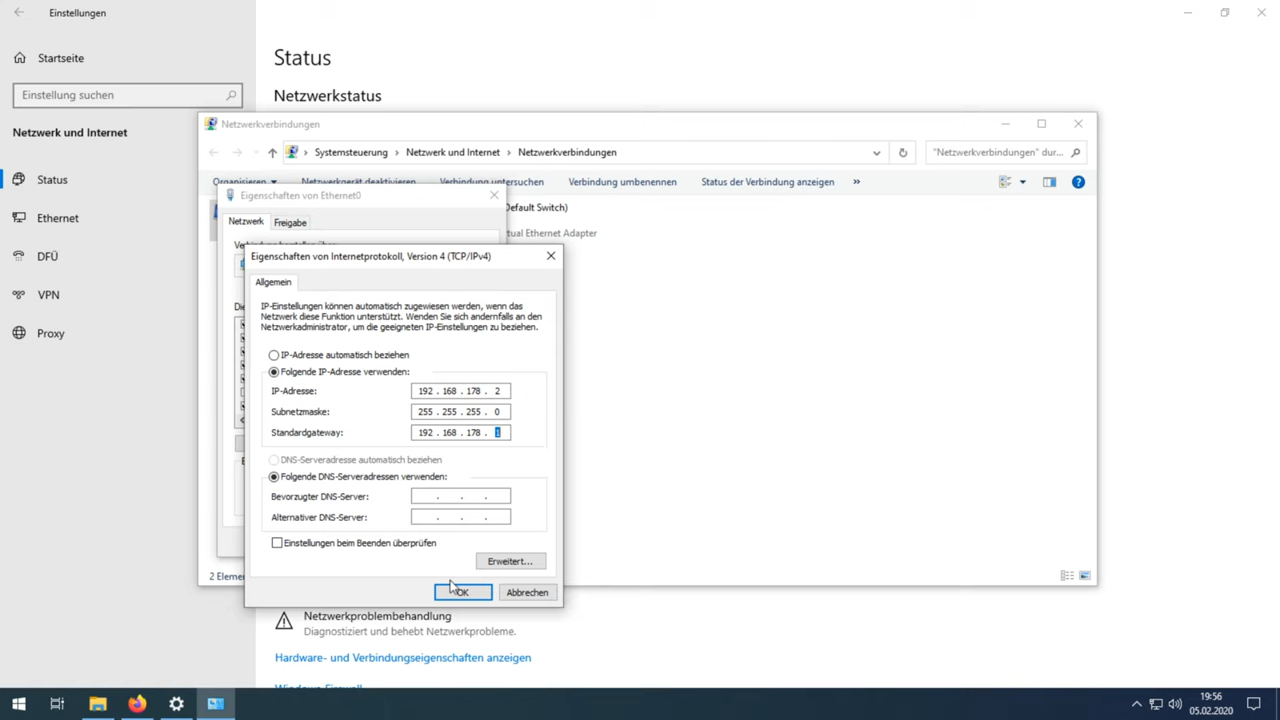 Einstellungen
Startseite
Einstellung suchen
Netzwerk und Internet
Status
Ethernet
DFÜ
VPN
Proxy
Status
Netzwerkstatus
Netzwerkverbindungen
Systemsteuerung › Netzwerk und Internet › Netzwerkverbindungen
"Netzwerkverbindungen" dur...
Organisieren
Netzwerkgerät deaktivieren
Verbindung untersuchen
Verbindung umbenennen
Status der Verbindung anzeigen
»
Default Switch)
Ethernet Adapter
Eigenschaften von Ethernet0
Netzwerk
Freigabe
Eigenschaften von Internetprotokoll, Version 4 (TCP/IPv4)
Allgemein
IP-Einstellungen können automatisch zugewiesen werden, wenn das
Netzwerk diese Funktion unterstützt. Wenden Sie sich andernfalls an den
Netzwerkadministrator, um die geeigneten IP-Einstellungen zu beziehen.
IP-Adresse automatisch beziehen
Folgende IP-Adresse verwenden:
IP-Adresse: 192 . 168 . 178 . 2
Subnetzmaske: 255 . 255 . 255 . 0
Standardgateway: 192 . 168 . 178 . 1
DNS-Serveradresse automatisch beziehen
Folgende DNS-Serveradressen verwenden:
Bevorzugter DNS-Server: . . .
Alternativer DNS-Server: . . .
Einstellungen beim Beenden überprüfen
Erweitert...
OK
Abbrechen
2 Elemen
Netzwerkproblembehandlung
Diagnostiziert und behebt Netzwerkprobleme.
Hardware- und Verbindungseigenschaften anzeigen
Windows-Firewall
19:56
05.02.2020